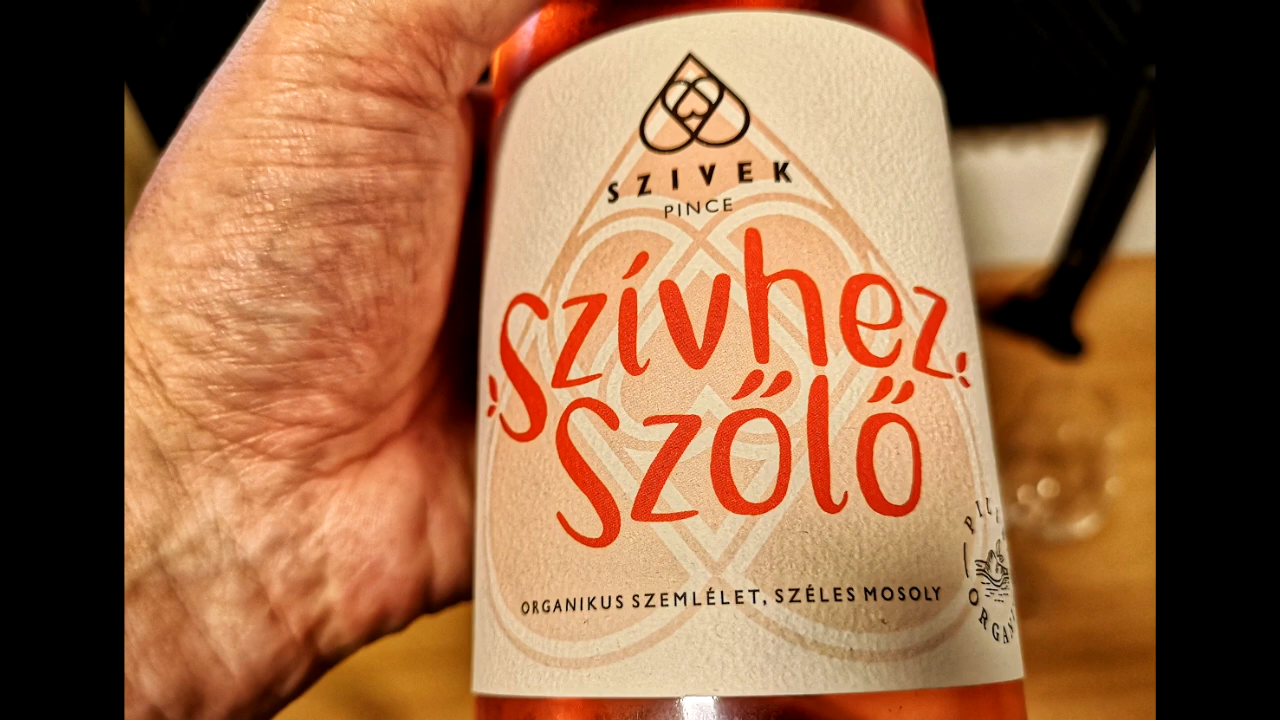 SZIVEK
PINCE
Szívhez
Szőlő
ORGANIKUS SZEMLÉLET, SZÉLES MOSOLY